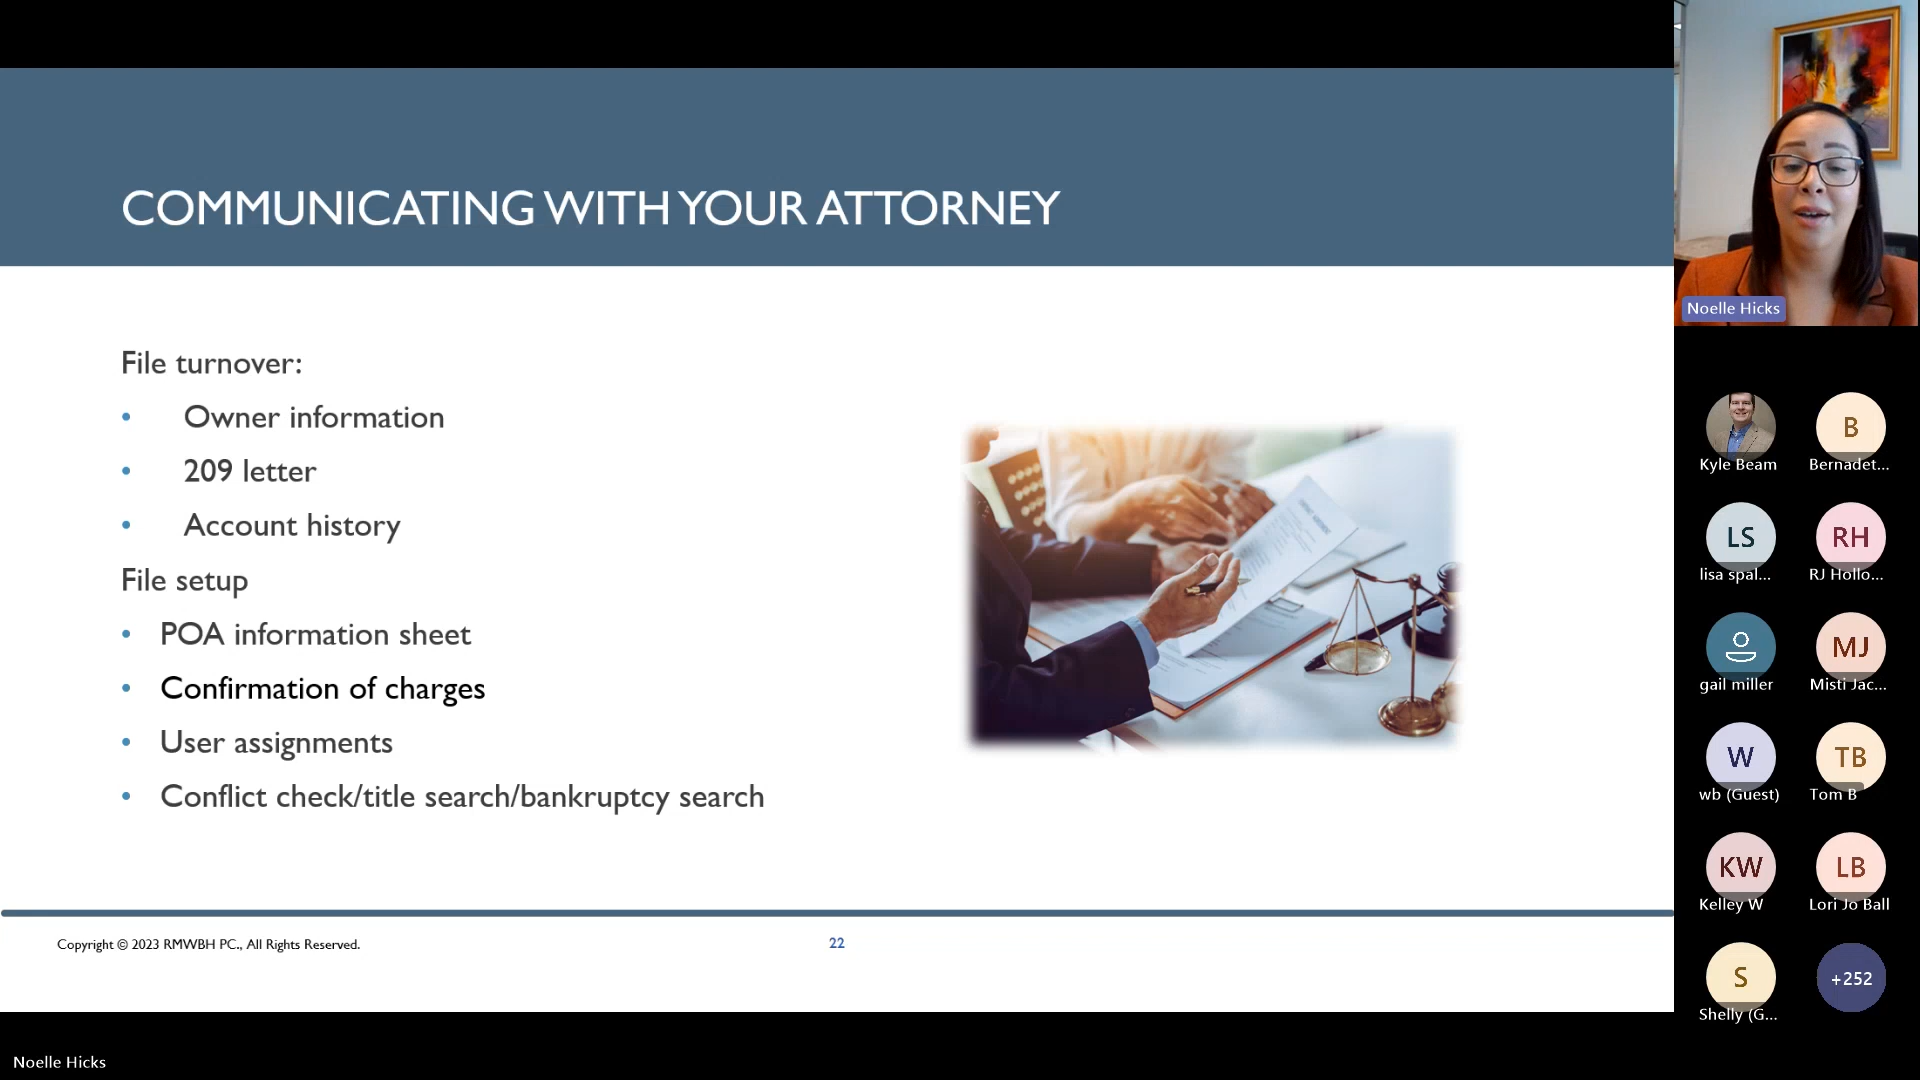 COMMUNICATING WITH YOUR ATTORNEY
File turnover:
• Owner information
• 209 letter
• Account history
File setup
• POA information sheet
• Confirmation of charges
• User assignments
• Conflict check/title search/bankruptcy search
Copyright © 2023 RMWBH PC., All Rights Reserved.
22
Noelle Hicks
Noelle Hicks
Kyle Beam
B
Bernadet...
LS
lisa spal...
RH
RJ Hollo...
gail miller
MJ
Misti Jac...
W
wb (Guest)
TB
Tom B
KW
Kelley W
LB
Lori Jo Ball
S
Shelly (G...
+252